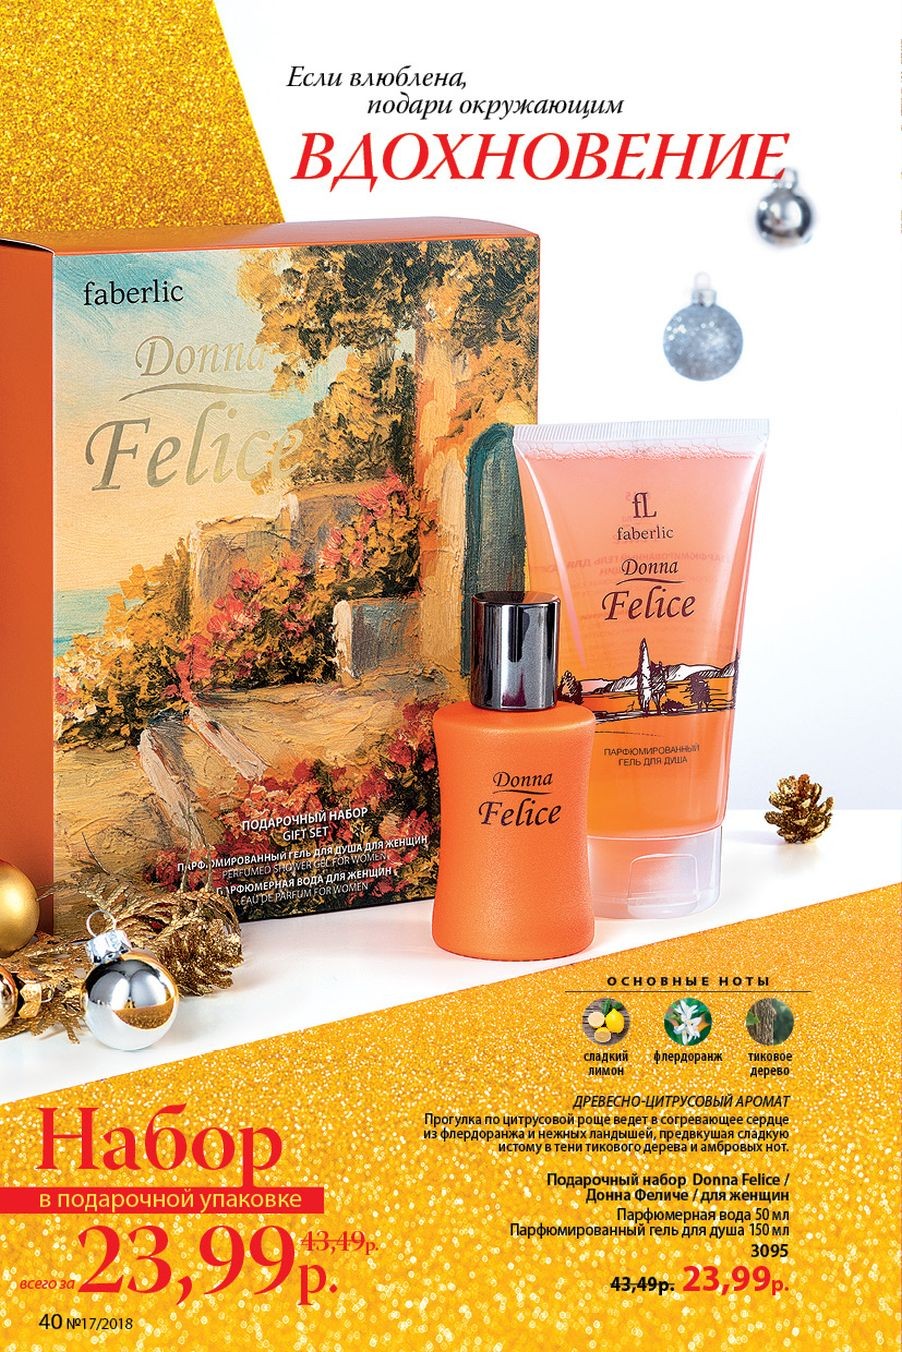 Если влюблена,
подари окружающим
ВДОХНОВЕНИЕ
faberlic
Donna
Felice
fL
faberlic
Donna
Felice
ПАРФЮМИРОВАННЫЙ
ГЕЛЬ ДЛЯ ДУША
Donna
Felice
ПОДАРОЧНЫЙ НАБОР
GIFT SET
ПАРФЮМИРОВАННЫЙ ГЕЛЬ ДЛЯ ДУША ДЛЯ ЖЕНЩИН
PERFUMED SHOWER GEL FOR WOMEN
ПАРФЮМЕРНАЯ ВОДА ДЛЯ ЖЕНЩИН
EAU DE PARFUM FOR WOMEN
ОСНОВНЫЕ НОТЫ
сладкий
лимон
флердоранж
тиковое
дерево
ДРЕВЕСНО-ЦИТРУСОВЫЙ АРОМАТ
Прогулка по цитрусовой роще ведет в согревающее сердце
из флердоранжа и нежных ландышей, предвкушая сладкую
истому в тени тикового дерева и амбровых нот.
Подарочный набор Donna Felice /
Донна Феличе / для женщин
Парфюмерная вода 50 мл
Парфюмированный гель для душа 150 мл
3095
43,49р. 23,99р.
Набор
в подарочной упаковке
всего за 23,99р. 43,49р.
40 №17/2018